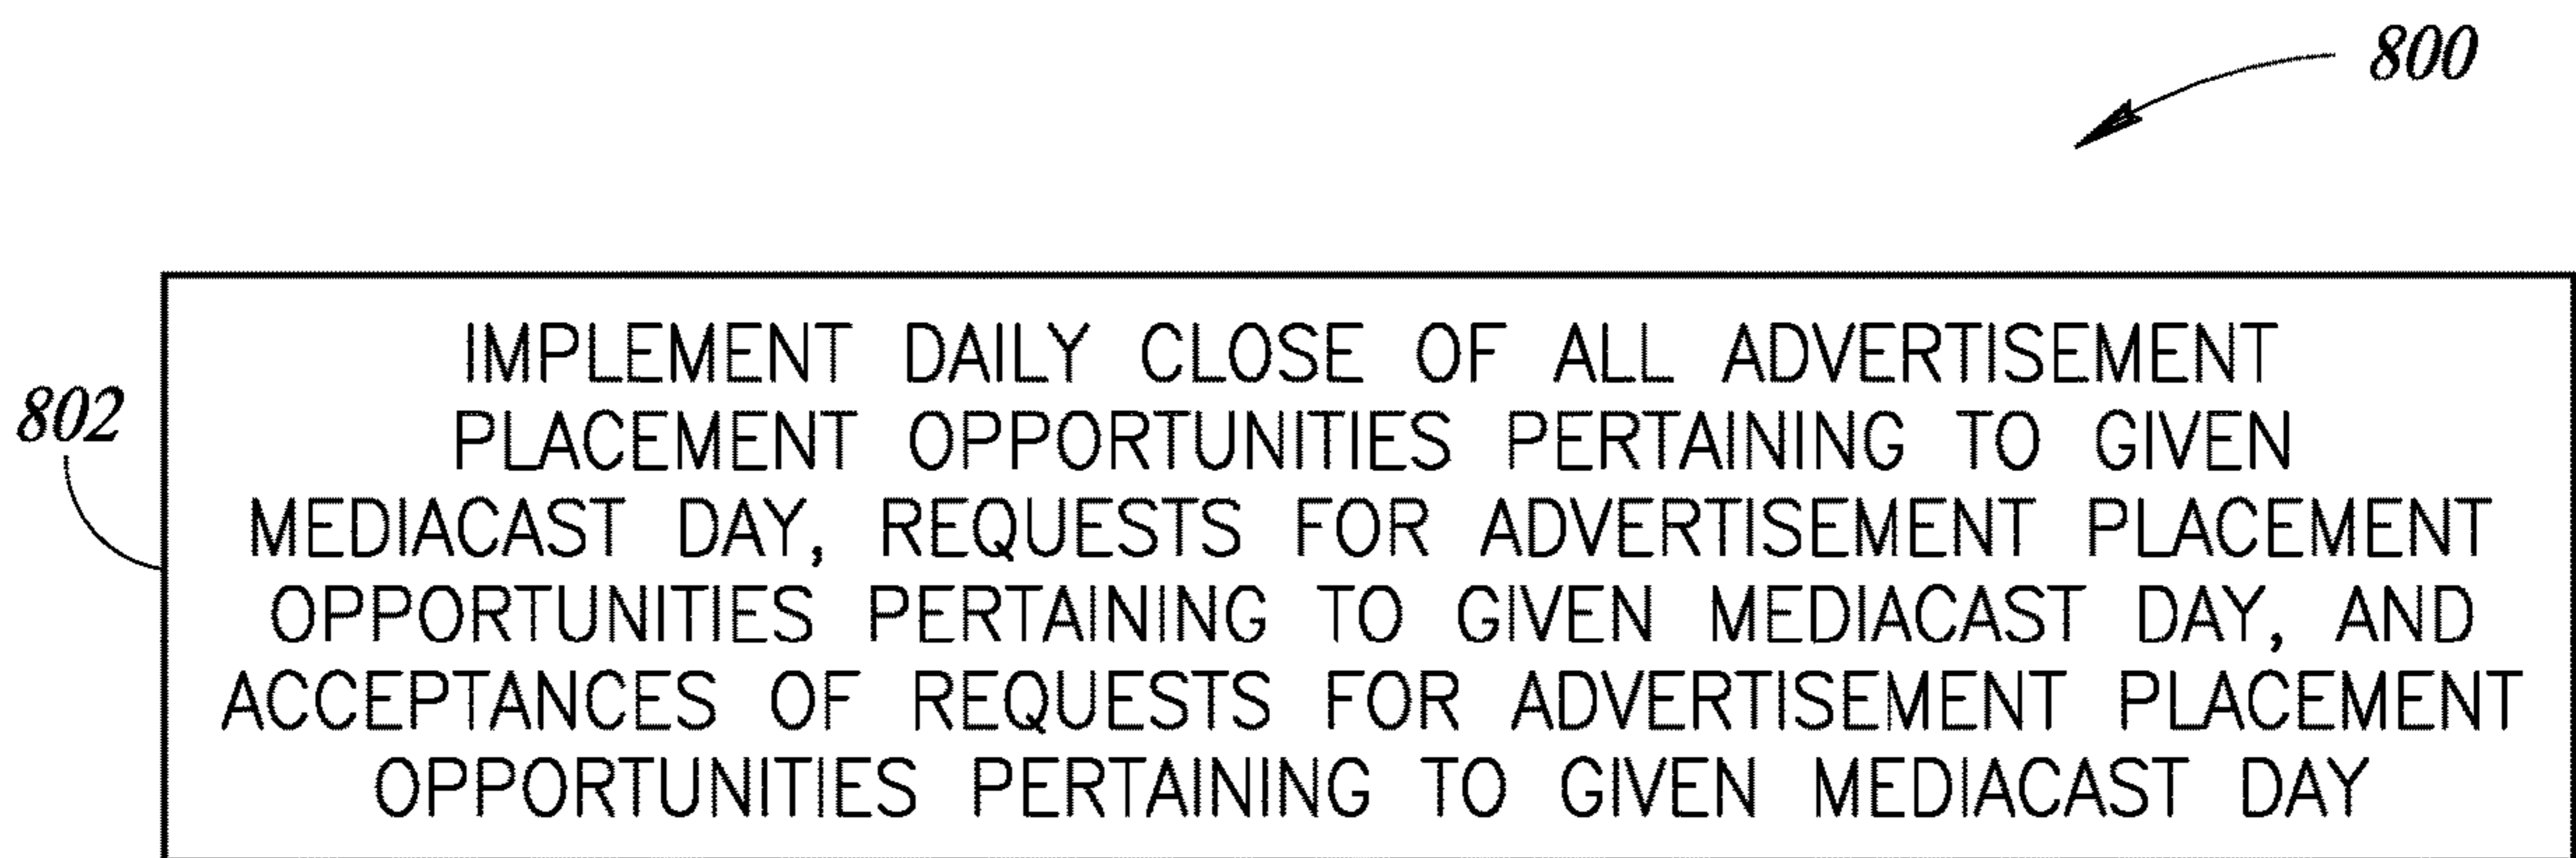 800
IMPLEMENT DAILY CLOSE OF ALL ADVERTISEMENT
PLACEMENT OPPORTUNITIES PERTAINING TO GIVEN
MEDIACAST DAY, REQUESTS FOR ADVERTISEMENT PLACEMENT
OPPORTUNITIES PERTAINING TO GIVEN MEDIACAST DAY, AND
ACCEPTANCES OF REQUESTS FOR ADVERTISEMENT PLACEMENT
OPPORTUNITIES PERTAINING TO GIVEN MEDIACAST DAY
802